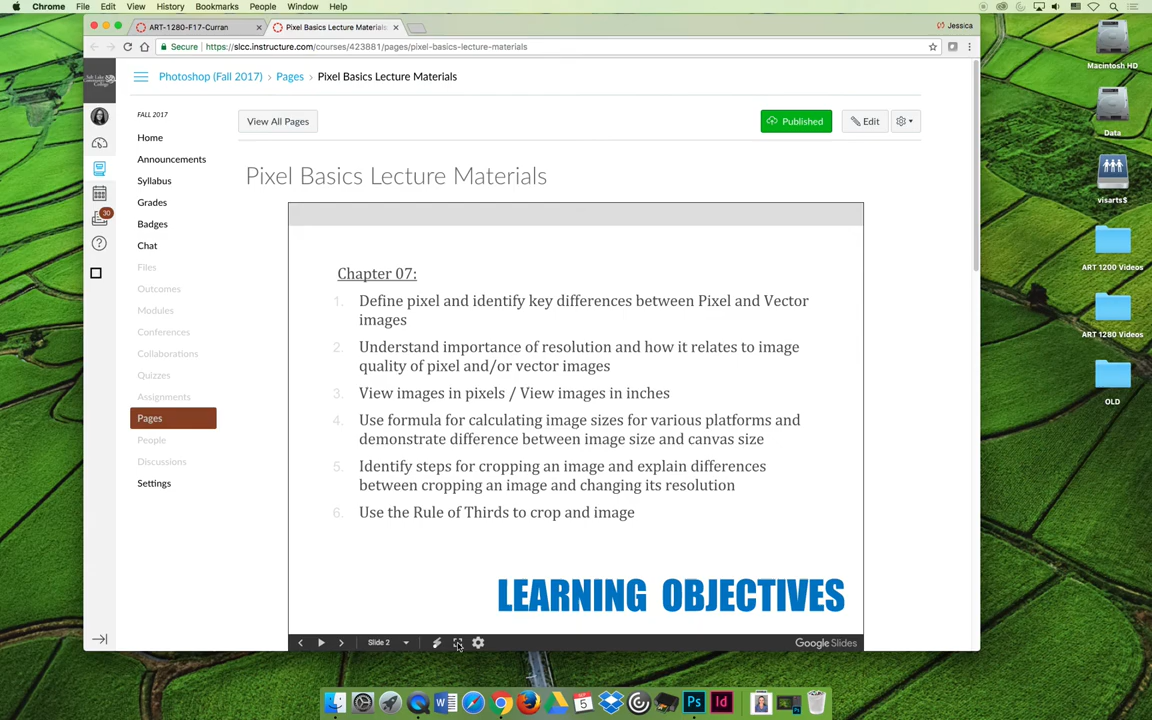 Chrome File Edit View History Bookmarks People Window Help
ART-1280-F17-Curran
Pixel Basics Lecture Materials
Jessica
Secure https://slcc.instructure.com/courses/423881/pages/pixel-basics-lecture-materials
Photoshop (Fall 2017) › Pages › Pixel Basics Lecture Materials
FALL 2017
Home
Announcements
Syllabus
Grades
Badges
Chat
Files
Outcomes
Modules
Conferences
Collaborations
Quizzes
Assignments
Pages
People
Discussions
Settings
30
View All Pages
Published
Edit
Pixel Basics Lecture Materials
Chapter 07:
1. Define pixel and identify key differences between Pixel and Vector
images
2. Understand importance of resolution and how it relates to image
quality of pixel and/or vector images
3. View images in pixels / View images in inches
4. Use formula for calculating image sizes for various platforms and
demonstrate difference between image size and canvas size
5. Identify steps for cropping an image and explain differences
between cropping an image and changing its resolution
6. Use the Rule of Thirds to crop and image
LEARNING OBJECTIVES
Slide 2
Google Slides
Macintosh HD
Data
visarts$
ART 1200 Videos
ART 1280 Videos
OLD
W
5
Ps
Id